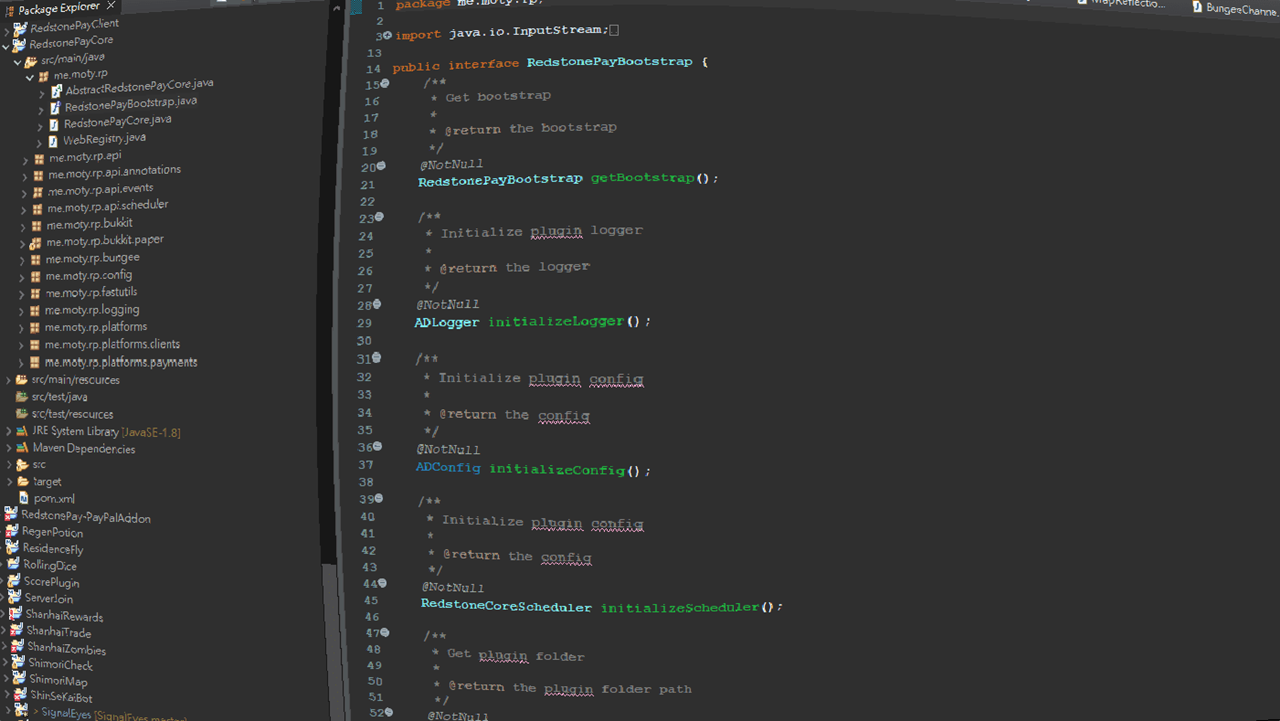 Package Explorer
RedstonePayClient
RedstonePayCore
src/main/java
me.moty.rp
AbstractRedstonePayCore.java
RedstonePayBootstrap.java
RedstonePayCore.java
WebRegistry.java
me.moty.rp.api
me.moty.rp.api.annotations
me.moty.rp.api.events
me.moty.rp.api.scheduler
me.moty.rp.bukkit
me.moty.rp.bukkit.paper
me.moty.rp.bungee
me.moty.rp.config
me.moty.rp.fastutils
me.moty.rp.logging
me.moty.rp.platforms
me.moty.rp.platforms.clients
me.moty.rp.platforms.payments
src/main/resources
src/test/java
src/test/resources
JRE System Library [JavaSE-1.8]
Maven Dependencies
src
target
pom.xml
RedstonePay-PayPalAddon
RegenPotion
ResidenceFly
RollingDice
ScorePlugin
ServerJoin
ShanhaiRewards
ShanhaiTrade
ShanhaiZombies
ShimoriCheck
ShimoriMap
ShinSeKaiBot
> SignalEyes [SignalEyes master]
MapReflectio...
BungeeChanne
1 package me.moty.rp;
2
3 import java.io.InputStream;
13
14 public interface RedstonePayBootstrap {
15 /**
16 * Get bootstrap
17 *
18 * @return the bootstrap
19 */
20 @NotNull
21 RedstonePayBootstrap getBootstrap();
22
23 /**
24 * Initialize plugin logger
25 *
26 * @return the logger
27 */
28 @NotNull
29 ADLogger initializeLogger();
30
31 /**
32 * Initialize plugin config
33 *
34 * @return the config
35 */
36 @NotNull
37 ADConfig initializeConfig();
38
39 /**
40 * Initialize plugin config
41 *
42 * @return the config
43 */
44 @NotNull
45 RedstoneCoreScheduler initializeScheduler();
46
47 /**
48 * Get plugin folder
49 *
50 * @return the plugin folder path
51 */
52 @NotNull